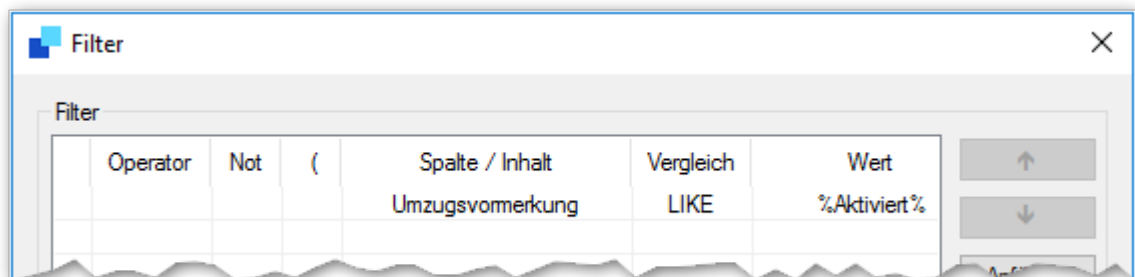 Filter
Filter
Operator Not ( Spalte / Inhalt Vergleich Wert
Umzugsvormerkung LIKE %Aktiviert%